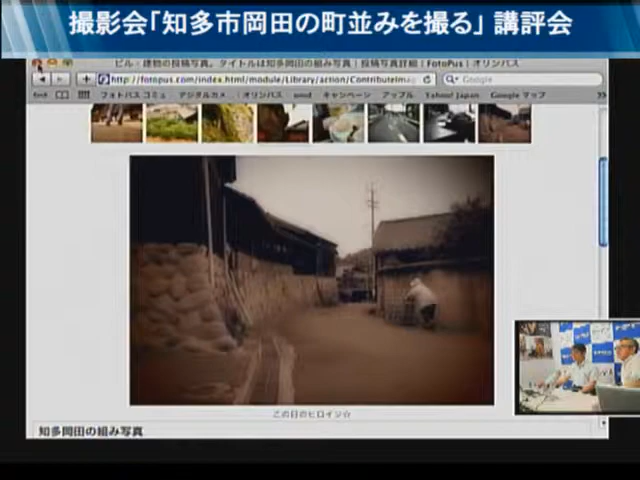 撮影会「知多市岡田の町並みを撮る」 講評会
ビル・建物の投稿写真。タイトルは知多岡田の組み写真 | 投稿写真詳細 | FotoPus | オリンパス
http://fotopus.com/index.html/module/Library/action/ContributeImag
Google
フォトパスコミュ デジタルカメ オリンパス キャンペーン アップル Yahoo! Japan Google マップ
この日のヒロイン☆
知多岡田の組み写真